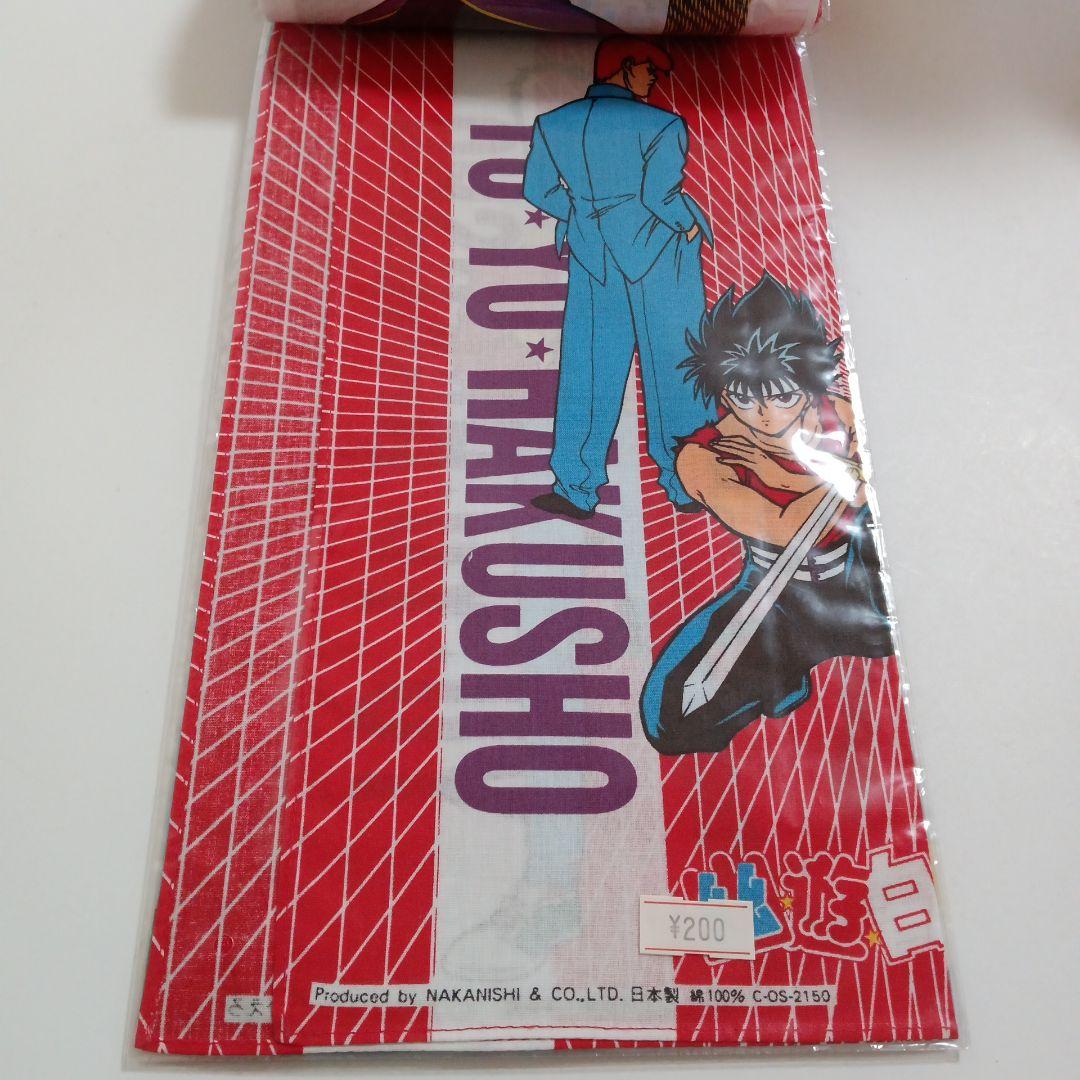 YU★YU★HAKUSHO
幽★遊★白
¥200
Produced by NAKANISHI & CO.,LTD. 日本製 綿100% C-OS-2150